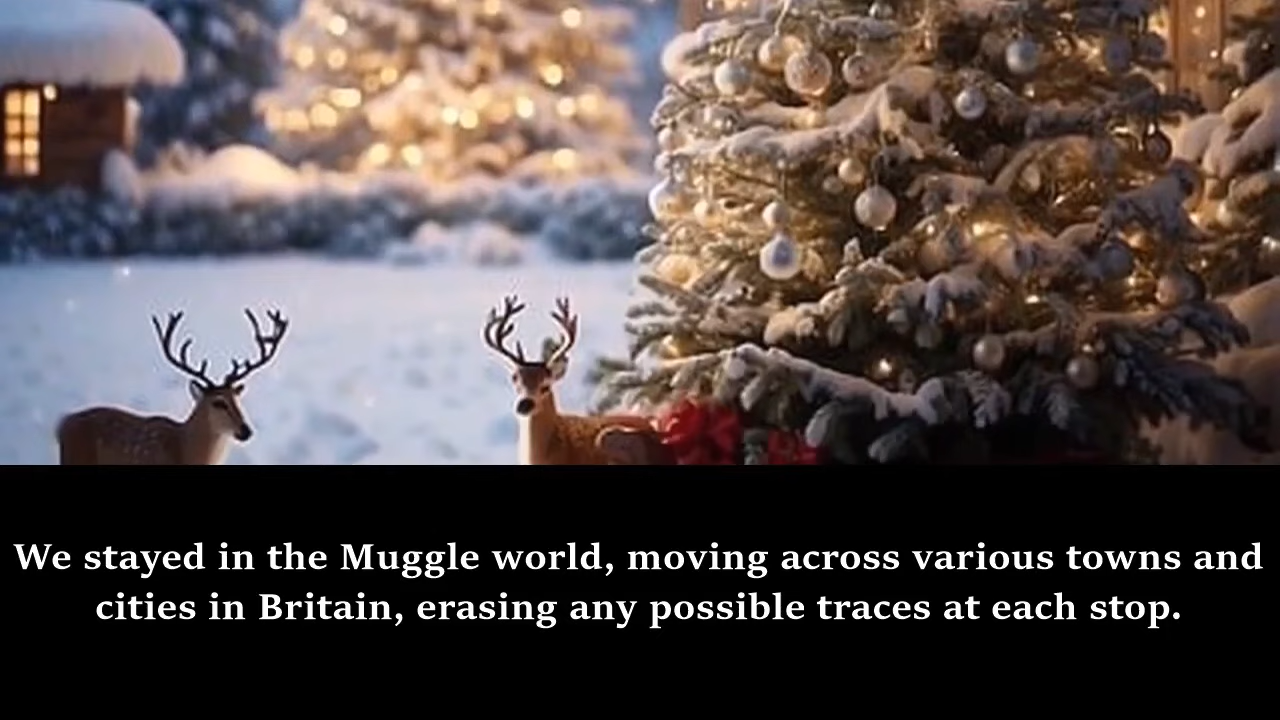 We stayed in the Muggle world, moving across various towns and
cities in Britain, erasing any possible traces at each stop.